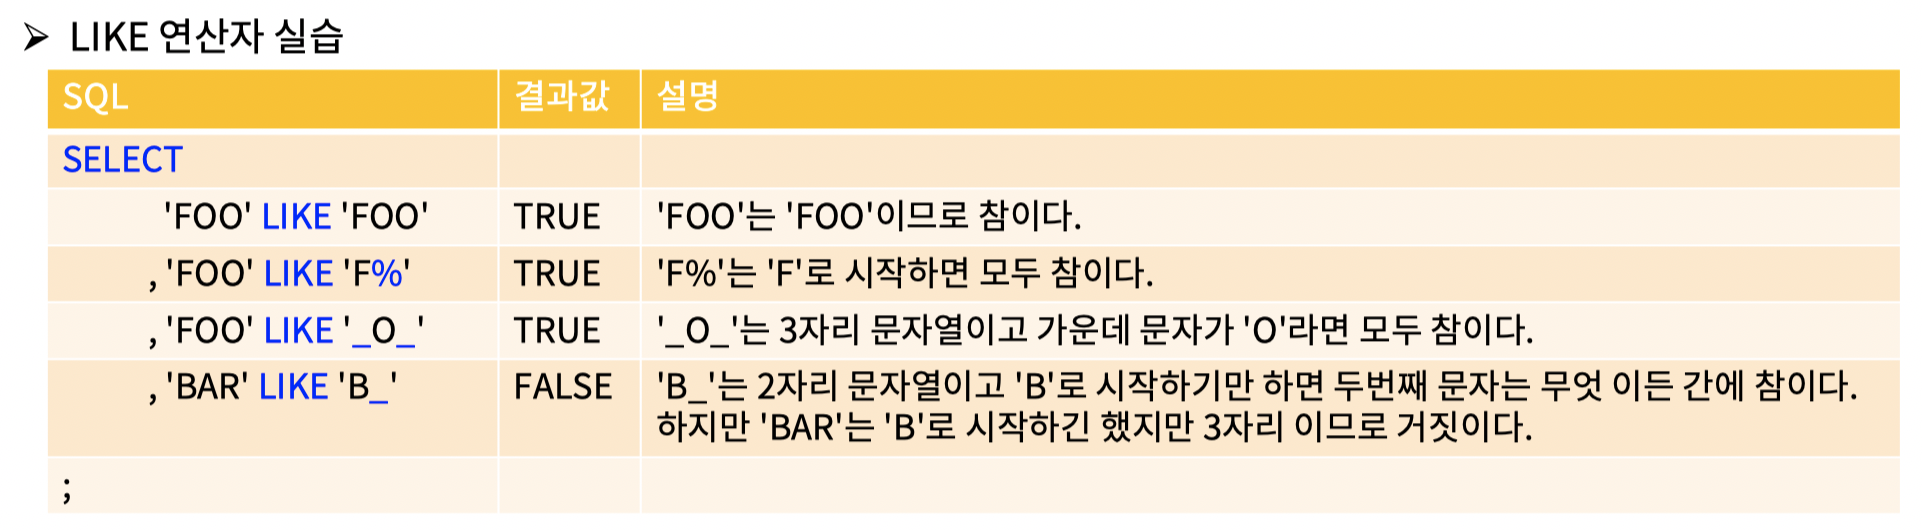 ➢ LIKE 연산자 실습
SQL 결과값 설명
SELECT
'FOO' LIKE 'FOO' TRUE 'FOO'는 'FOO'이므로 참이다.
, 'FOO' LIKE 'F%' TRUE 'F%'는 'F'로 시작하면 모두 참이다.
, 'FOO' LIKE '_O_' TRUE '_O_'는 3자리 문자열이고 가운데 문자가 'O'라면 모두 참이다.
, 'BAR' LIKE 'B_' FALSE 'B_'는 2자리 문자열이고 'B'로 시작하기만 하면 두번째 문자는 무엇 이든 간에 참이다.
하지만 'BAR'는 'B'로 시작하긴 했지만 3자리 이므로 거짓이다.
;